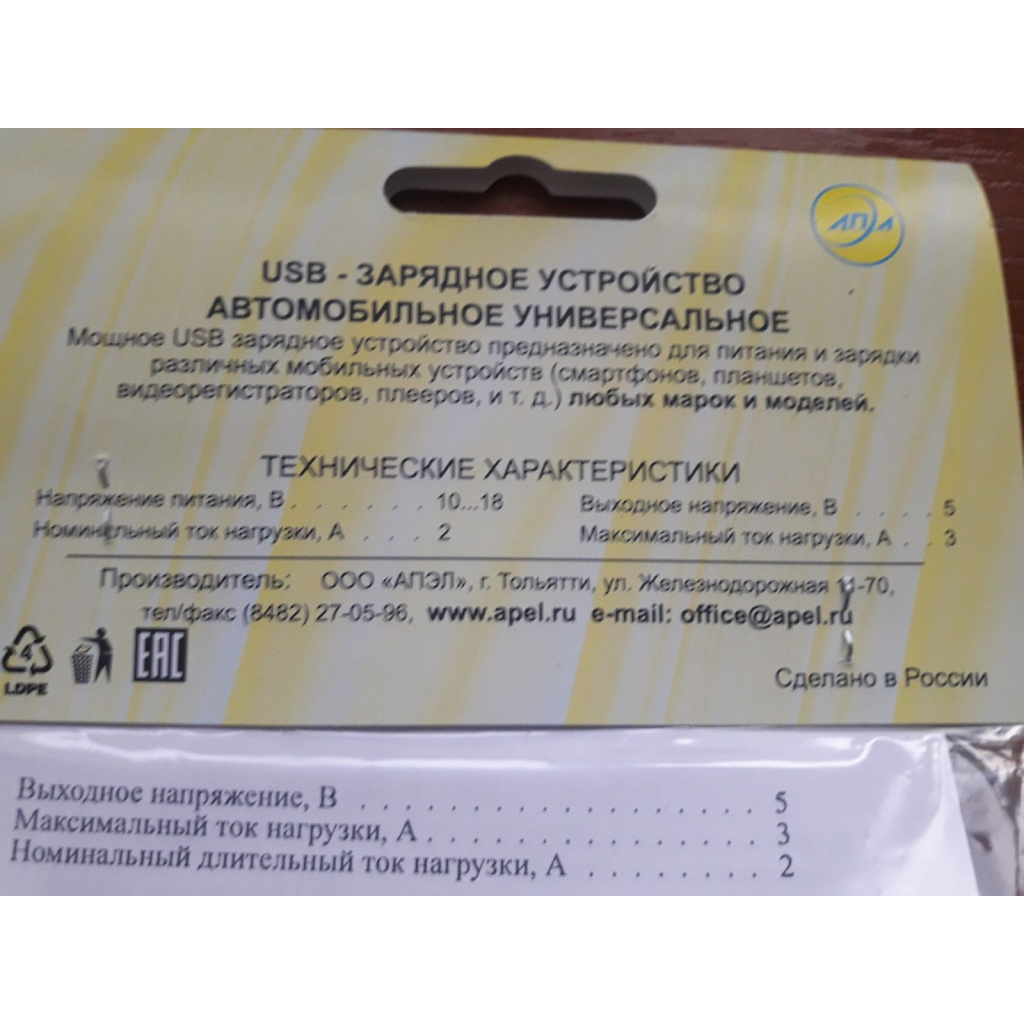 АПЭЛ
USB - ЗАРЯДНОЕ УСТРОЙСТВО
АВТОМОБИЛЬНОЕ УНИВЕРСАЛЬНОЕ
Мощное USB зарядное устройство предназначено для питания и зарядки
различных мобильных устройств (смартфонов, планшетов,
видеорегистраторов, плееров, и т. д.) любых марок и моделей.
ТЕХНИЧЕСКИЕ ХАРАКТЕРИСТИКИ
Напряжение питания, В . . . . . . 10...18 Выходное напряжение, В . . . . 5
Номинальный ток нагрузки, А . . . 2 Максимальный ток нагрузки, А . . 3
Производитель: ООО «АПЭЛ», г. Тольятти, ул. Железнодорожная 11-70,
тел/факс (8482) 27-05-96, www.apel.ru e-mail: office@apel.ru
4
LDPE
EAC
Сделано в России
Выходное напряжение, В . . . . . . . . . . . . . . . . . . 5
Максимальный ток нагрузки, А . . . . . . . . . . . . . . . 3
Номинальный длительный ток нагрузки, А . . . . . . . . 2